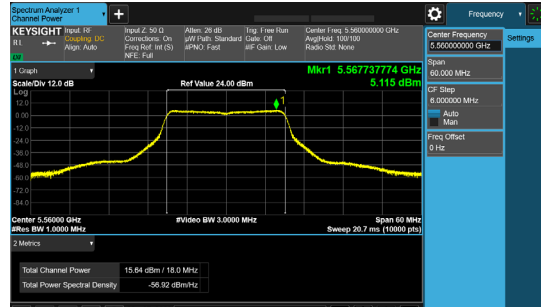 Spectrum Analyzer 1
Channel Power
+
Frequency
KEYSIGHT
Input: RF
Coupling: DC
Align: Auto
Input Z: 50 Ω
Corrections: On
Freq Ref: Int (S)
NFE: Full
Atten: 26 dB
µW Path: Standard
#PNO: Fast
Trig: Free Run
Gate: Off
#IF Gain: Low
Center Freq: 5.560000000 GHz
Avg|Hold: 100/100
Radio Std: None
Center Frequency
5.560000000 GHz
Settings
Span
60.000 MHz
CF Step
6.000000 MHz
Auto
Man
Freq Offset
0 Hz
1 Graph
Mkr1 5.567737774 GHz
5.115 dBm
Scale/Div 12.0 dB
Ref Value 24.00 dBm
Log
1
12.0
0.00
-12.0
-24.0
-36.0
-48.0
-60.0
-72.0
-84.0
Center 5.56000 GHz
#Video BW 3.0000 MHz
Span 60 MHz
#Res BW 1.0000 MHz
Sweep 20.7 ms (10000 pts)
2 Metrics
Total Channel Power 15.64 dBm / 18.0 MHz
Total Power Spectral Density -56.92 dBm/Hz